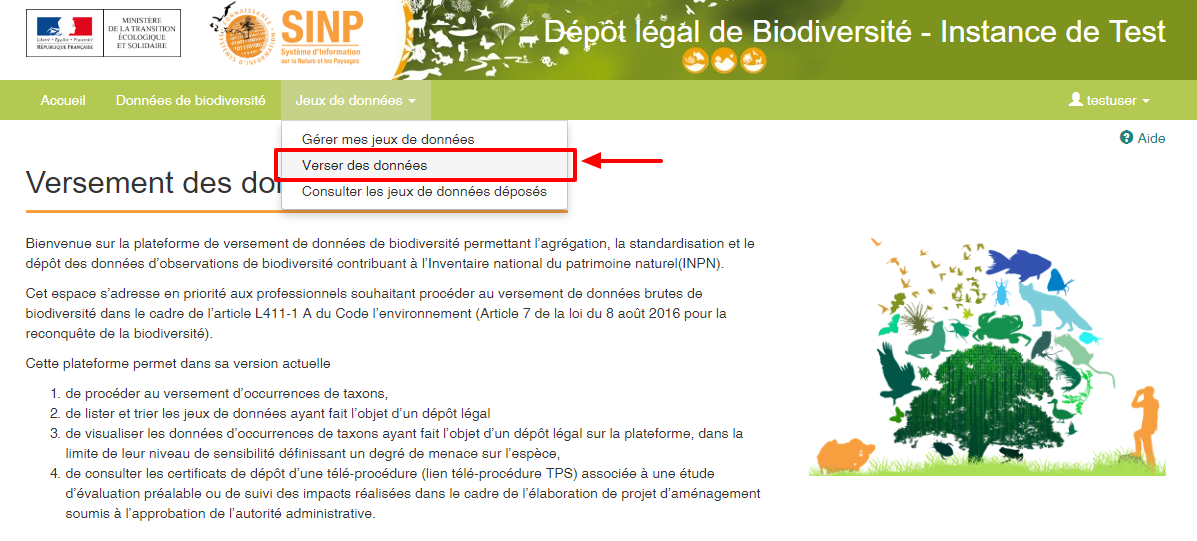 MINISTÈRE
DE LA TRANSITION
ÉCOLOGIQUE
ET SOLIDAIRE
Liberté • Égalité • Fraternité
RÉPUBLIQUE FRANÇAISE
SINP
Système d'Information
sur la Nature et les Paysages
Dépôt légal de Biodiversité - Instance de Test
Accueil Données de biodiversité Jeux de données testuser
Gérer mes jeux de données
Verser des données
Consulter les jeux de données déposés
Aide
Versement des do
Bienvenue sur la plateforme de versement de données de biodiversité permettant l’agrégation, la standardisation et le
dépôt des données d’observations de biodiversité contribuant à l’Inventaire national du patrimoine naturel(INPN).
Cet espace s’adresse en priorité aux professionnels souhaitant procéder au versement de données brutes de
biodiversité dans le cadre de l’article L411-1 A du Code l’environnement (Article 7 de la loi du 8 août 2016 pour la
reconquête de la biodiversité).
Cette plateforme permet dans sa version actuelle
1. de procéder au versement d’occurrences de taxons,
2. de lister et trier les jeux de données ayant fait l’objet d’un dépôt légal
3. de visualiser les données d’occurrences de taxons ayant fait l’objet d’un dépôt légal sur la plateforme, dans la
limite de leur niveau de sensibilité définissant un degré de menace sur l’espèce,
4. de consulter les certificats de dépôt d’une télé-procédure (lien télé-procédure TPS) associée à une étude
d’évaluation préalable ou de suivi des impacts réalisées dans le cadre de l’élaboration de projet d’aménagement
soumis à l’approbation de l’autorité administrative.